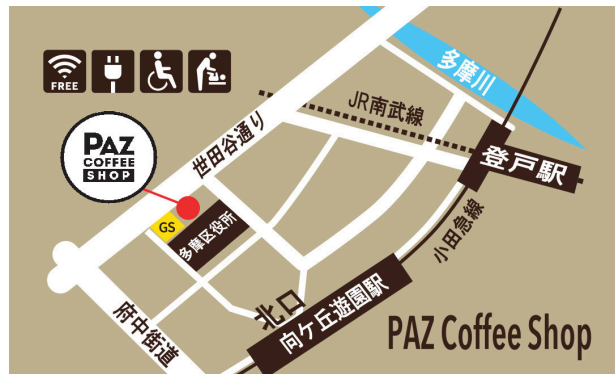 FREE
多摩川
JR南武線
世田谷通り
PAZ
COFFEE
SHOP
登戸駅
GS
多摩区役所
小田急線
北口
向ケ丘遊園駅
府中街道
PAZ Coffee Shop